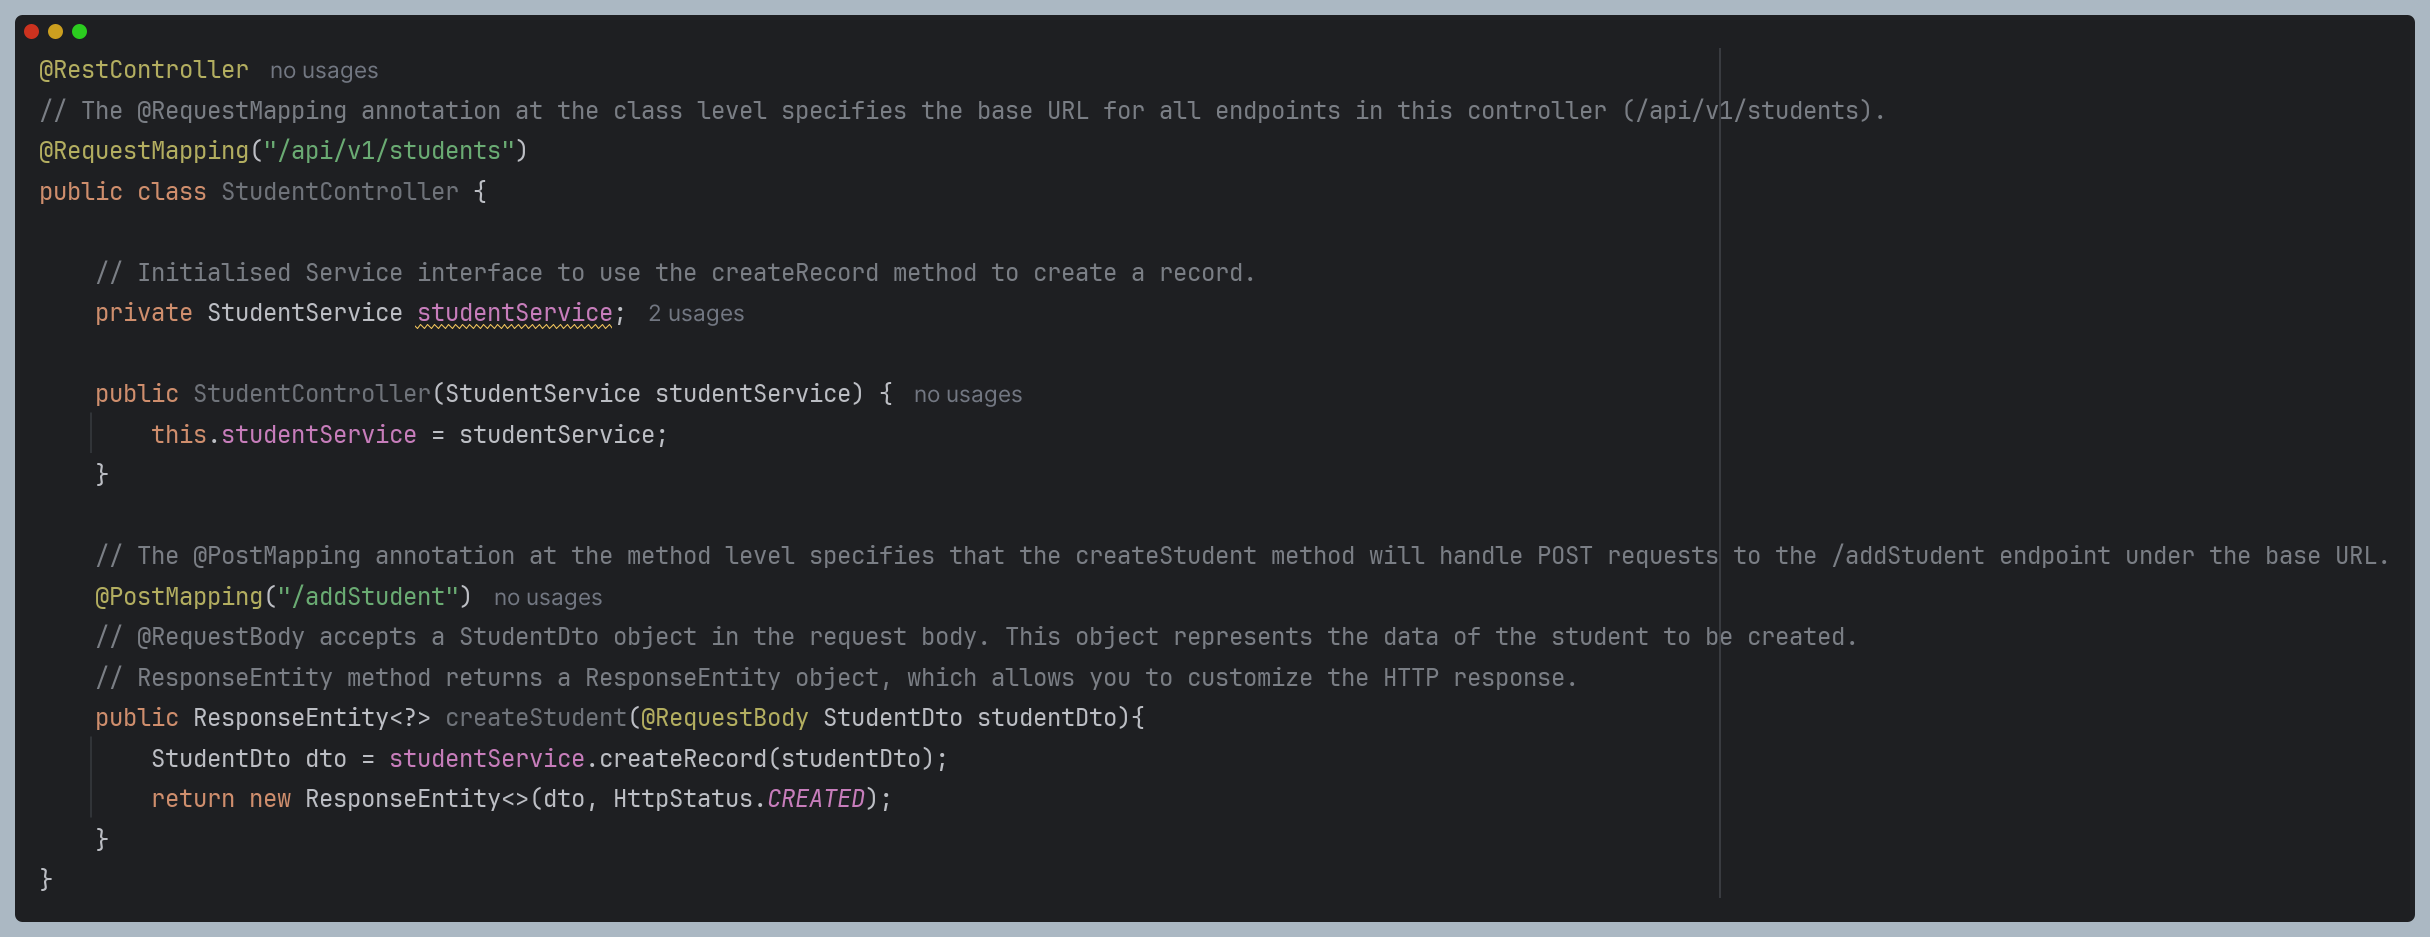 @RestController no usages
// The @RequestMapping annotation at the class level specifies the base URL for all endpoints in this controller (/api/v1/students).
@RequestMapping("/api/v1/students")
public class StudentController {
// Initialised Service interface to use the createRecord method to create a record.
private StudentService studentService; 2 usages
public StudentController(StudentService studentService) { no usages
this.studentService = studentService;
}
// The @PostMapping annotation at the method level specifies that the createStudent method will handle POST requests to the /addStudent endpoint under the base URL.
@PostMapping("/addStudent") no usages
// @RequestBody accepts a StudentDto object in the request body. This object represents the data of the student to be created.
// ResponseEntity method returns a ResponseEntity object, which allows you to customize the HTTP response.
public ResponseEntity<?> createStudent(@RequestBody StudentDto studentDto){
StudentDto dto = studentService.createRecord(studentDto);
return new ResponseEntity<>(dto, HttpStatus.CREATED);
}
}